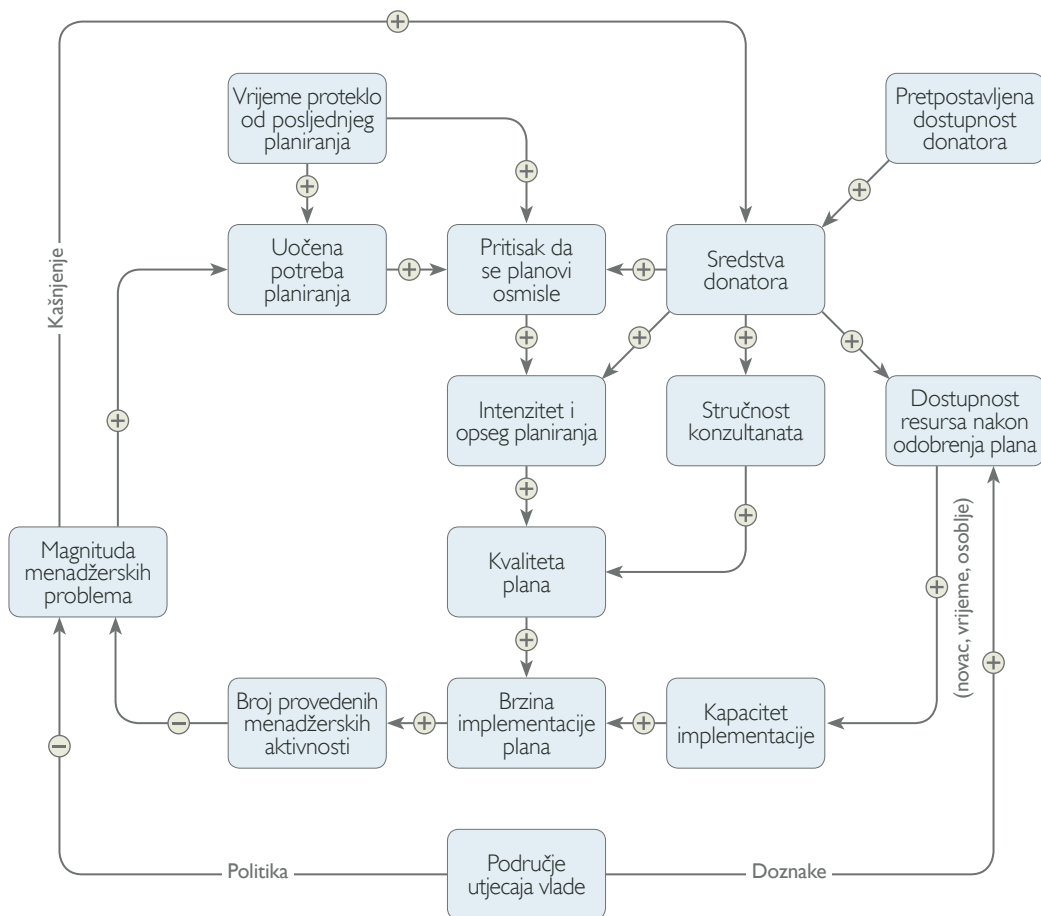 +
Vrijeme proteklo
od posljednjeg
planiranja
Pretpostavljena
dostupnost
donatora
+
+
+
Kašnjenje
Uočena
potreba
planiranja
+
Pritisak da
se planovi
osmisle
+
Sredstva
donatora
+
+
+
+
+
Intenzitet i
opseg planiranja
Stručnost
konzultanata
Dostupnost
resursa nakon
odobrenja plana
+
+
(novac, vrijeme, osoblje)
Magnituda
menadžerskih
problema
Kvaliteta
plana
+
+
+
−
Broj provedenih
menadžerskih
aktivnosti
−
+
Brzina
implementacije
plana
+
Kapacitet
implementacije
Politika
Područje
utjecaja vlade
Doznake